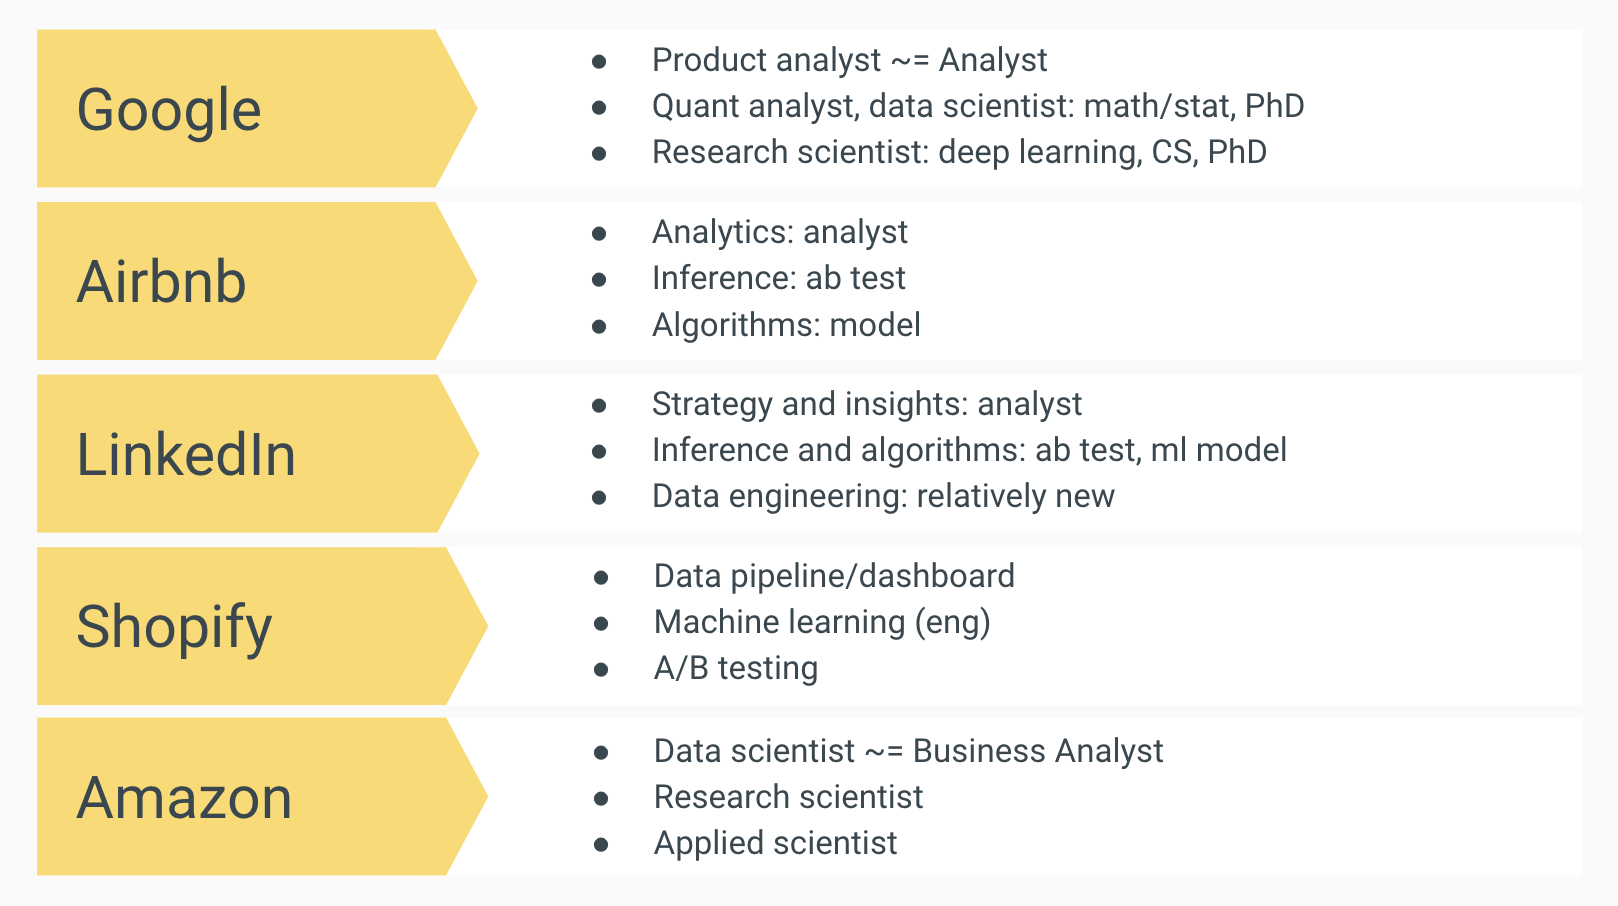 Google
● Product analyst ~= Analyst
● Quant analyst, data scientist: math/stat, PhD
● Research scientist: deep learning, CS, PhD
Airbnb
● Analytics: analyst
● Inference: ab test
● Algorithms: model
LinkedIn
● Strategy and insights: analyst
● Inference and algorithms: ab test, ml model
● Data engineering: relatively new
Shopify
● Data pipeline/dashboard
● Machine learning (eng)
● A/B testing
Amazon
● Data scientist ~= Business Analyst
● Research scientist
● Applied scientist